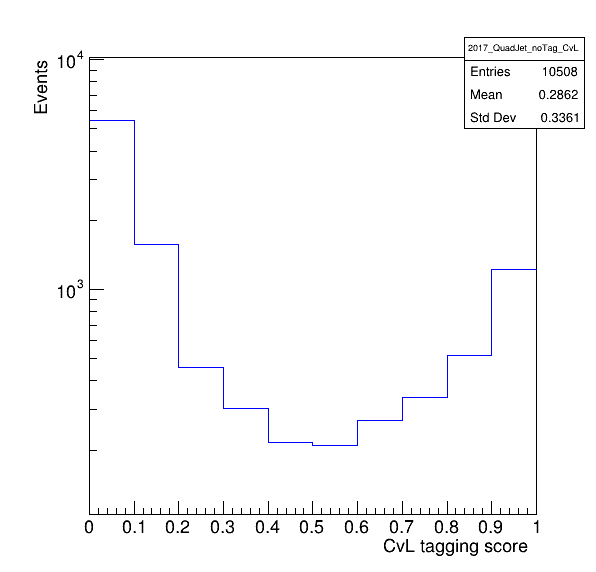 2017_QuadJet_noTag_CvL
Entries 10508
Mean 0.2862
Std Dev 0.3361
Events
10^4
10^3
0 0.1 0.2 0.3 0.4 0.5 0.6 0.7 0.8 0.9 1
CvL tagging score